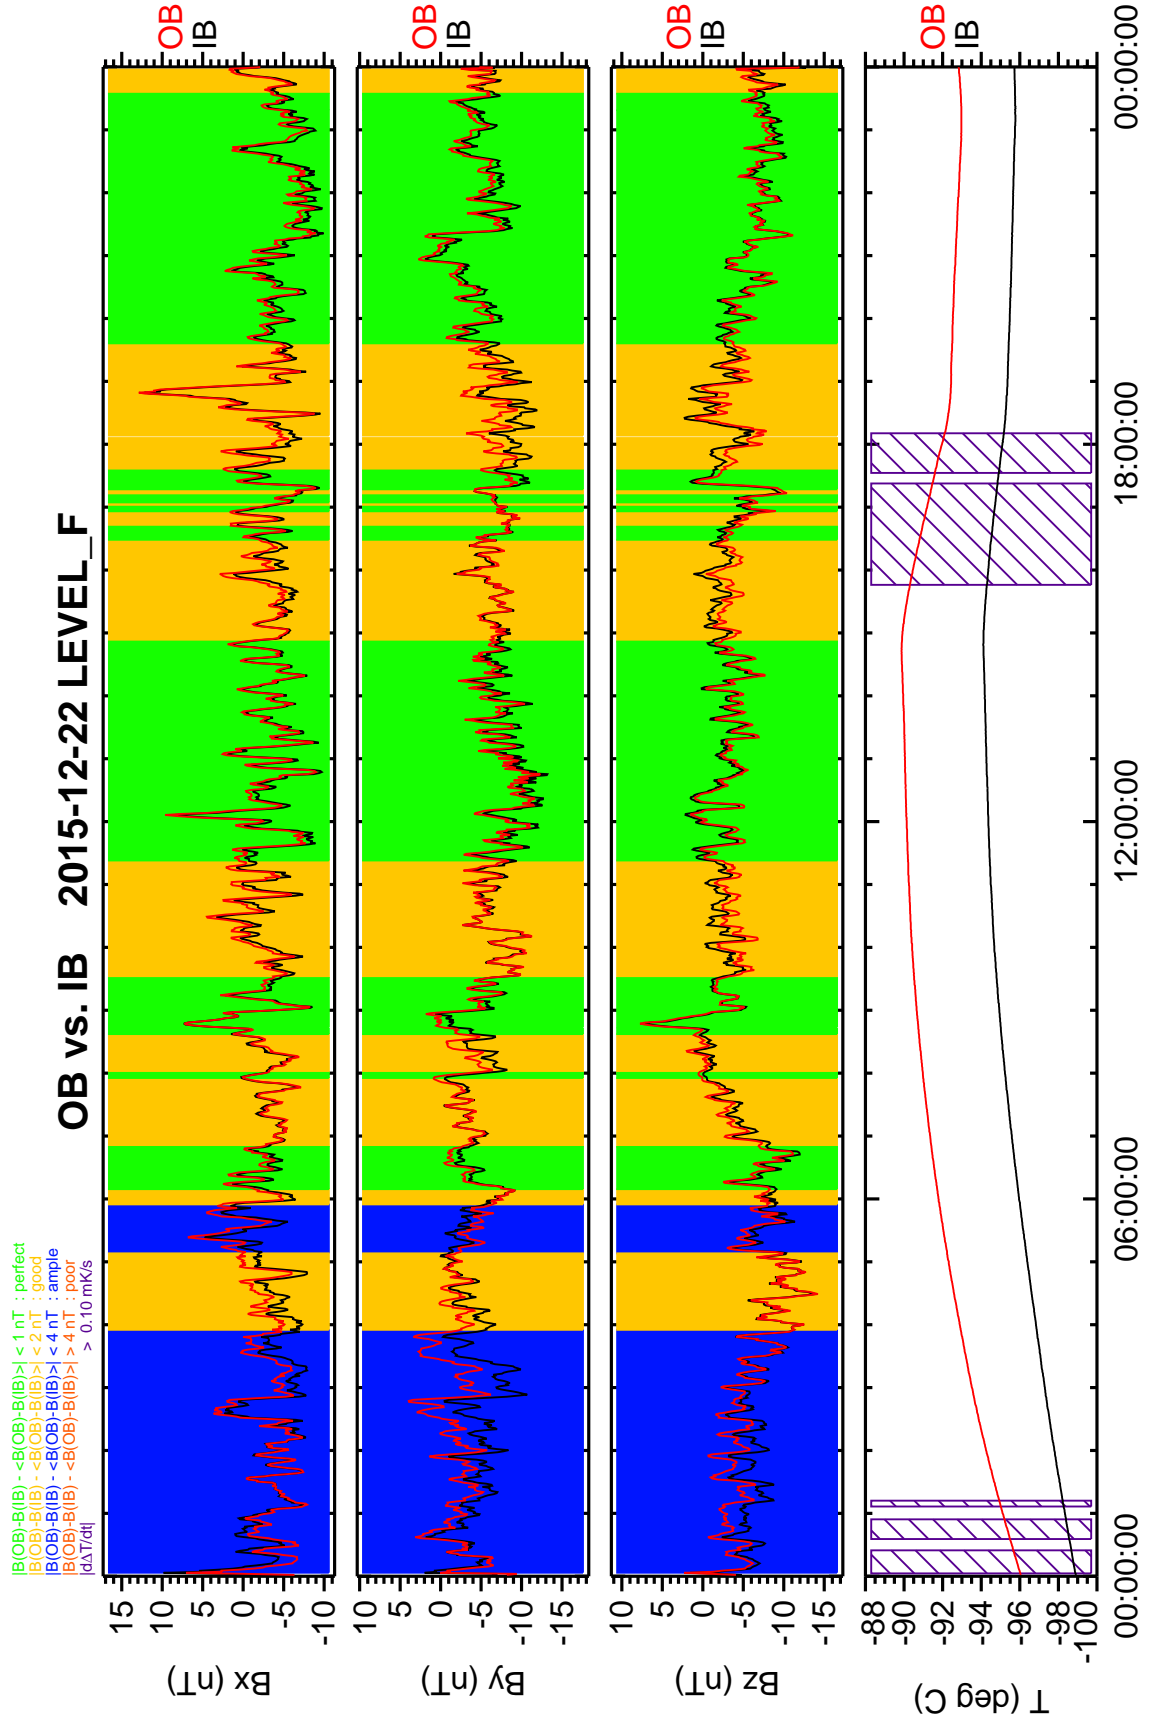 |B(OB)-B(IB) - <B(OB)-B(IB)>| < 1 nT : perfect
|B(OB)-B(IB) - <B(OB)-B(IB)>| < 2 nT : good
|B(OB)-B(IB) - <B(OB)-B(IB)>| < 4 nT : ample
|B(OB)-B(IB) - <B(OB)-B(IB)>| > 4 nT : poor
|dΔT/dt| > 0.10 mK/s
OB vs. IB 2015-12-22 LEVEL_F
Bx (nT)
15
10
5
0
-5
-10
OB
IB
By (nT)
10
5
0
-5
-10
-15
OB
IB
Bz (nT)
10
5
0
-5
-10
-15
OB
IB
T (deg C)
-88
-90
-92
-94
-96
-98
-100
OB
IB
00:00:00 06:00:00 12:00:00 18:00:00 00:00:00